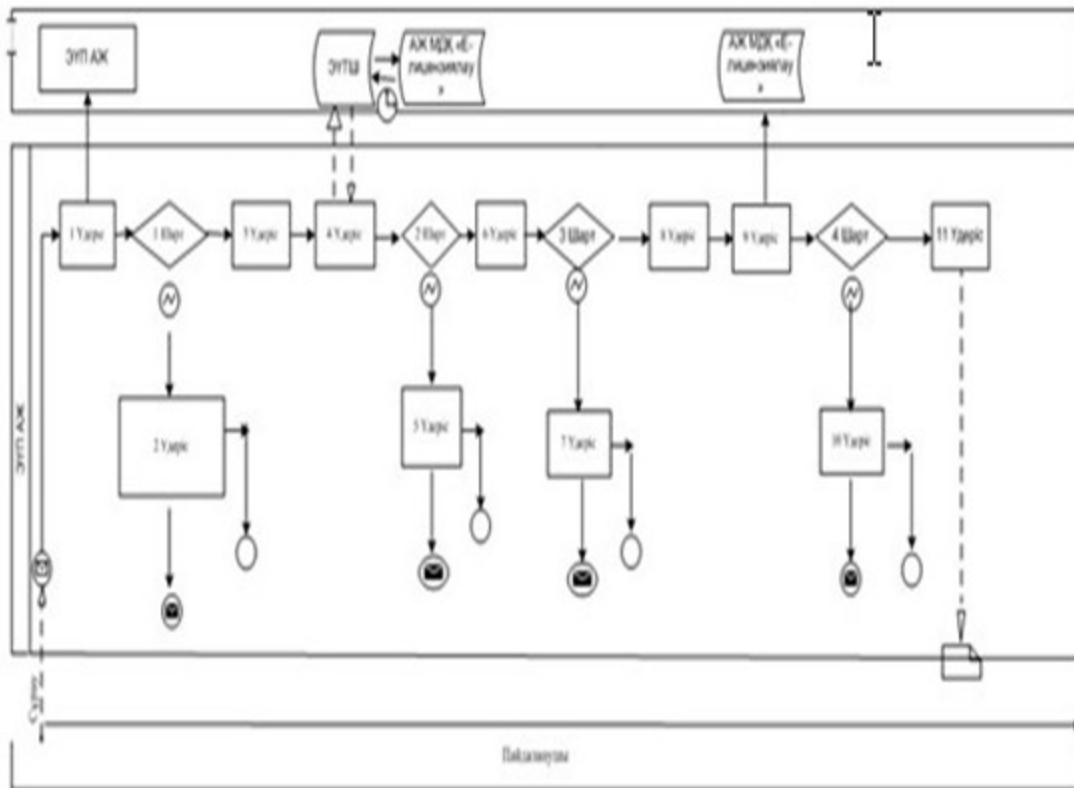 ЭҮП АЖ
ЭҮТШ
АЖ МДҚ «Е-
лицензиялау
»
АЖ МДҚ «Е-
лицензиялау
»
1 Үдеріс
1 Шарт
3 Үдеріс
4 Үдеріс
2 Шарт
6 Үдеріс
3 Шарт
8 Үдеріс
9 Үдеріс
4 Шарт
11 Үдеріс
2 Үдеріс
5 Үдеріс
7 Үдеріс
10 Үдеріс
ЭҮП АЖ
Сұрау
Пайдаланушы